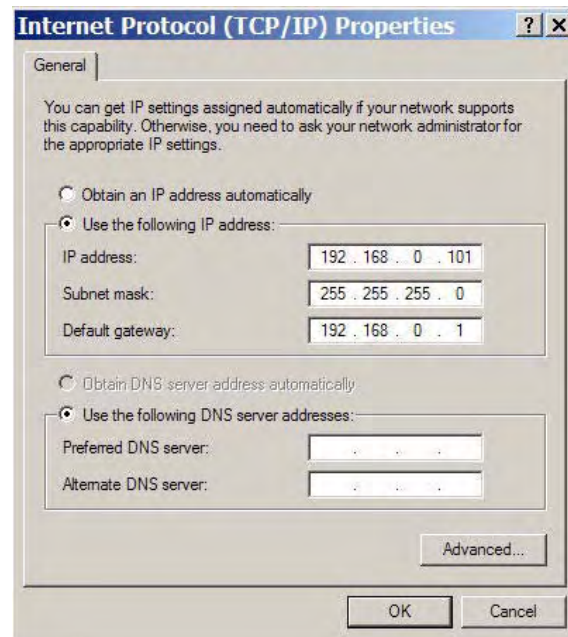 Internet Protocol (TCP/IP) Properties ? X
General
You can get IP settings assigned automatically if your network supports
this capability. Otherwise, you need to ask your network administrator for
the appropriate IP settings.
Obtain an IP address automatically
Use the following IP address:
IP address: 192 . 168 . 0 . 101
Subnet mask: 255 . 255 . 255 . 0
Default gateway: 192 . 168 . 0 . 1
Obtain DNS server address automatically
Use the following DNS server addresses:
Preferred DNS server: . . .
Alternate DNS server: . . .
Advanced...
OK Cancel